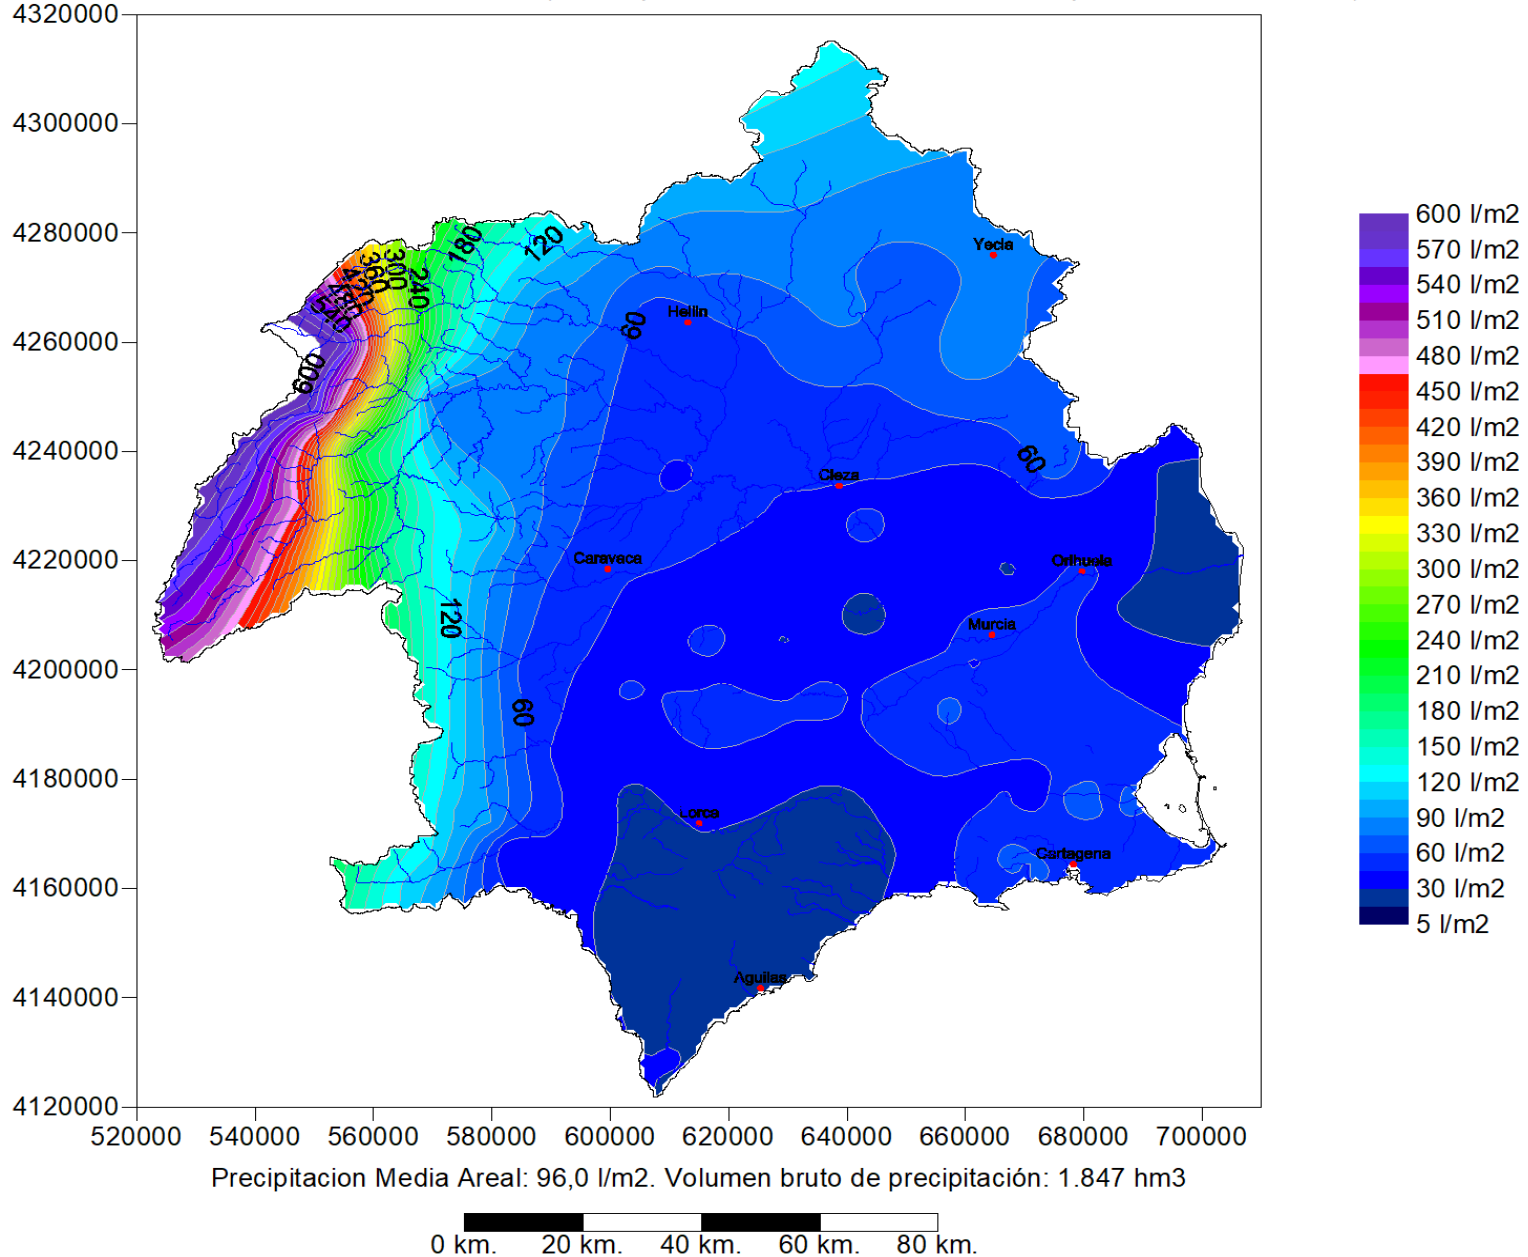 4320000
4300000
4280000
4260000
4240000
4220000
4200000
4180000
4160000
4140000
4120000
520000 540000 560000 580000 600000 620000 640000 660000 680000 700000
180
120
240
300
360
420
480
540
600
60
60
120
60
Yecla
Hellin
Cieza
Caravaca
Orihuela
Murcia
Lorca
Cartagena
Aguilas
600 l/m2
570 l/m2
540 l/m2
510 l/m2
480 l/m2
450 l/m2
420 l/m2
390 l/m2
360 l/m2
330 l/m2
300 l/m2
270 l/m2
240 l/m2
210 l/m2
180 l/m2
150 l/m2
120 l/m2
90 l/m2
60 l/m2
30 l/m2
5 l/m2
Precipitacion Media Areal: 96,0 l/m2. Volumen bruto de precipitación: 1.847 hm3
0 km. 20 km. 40 km. 60 km. 80 km.